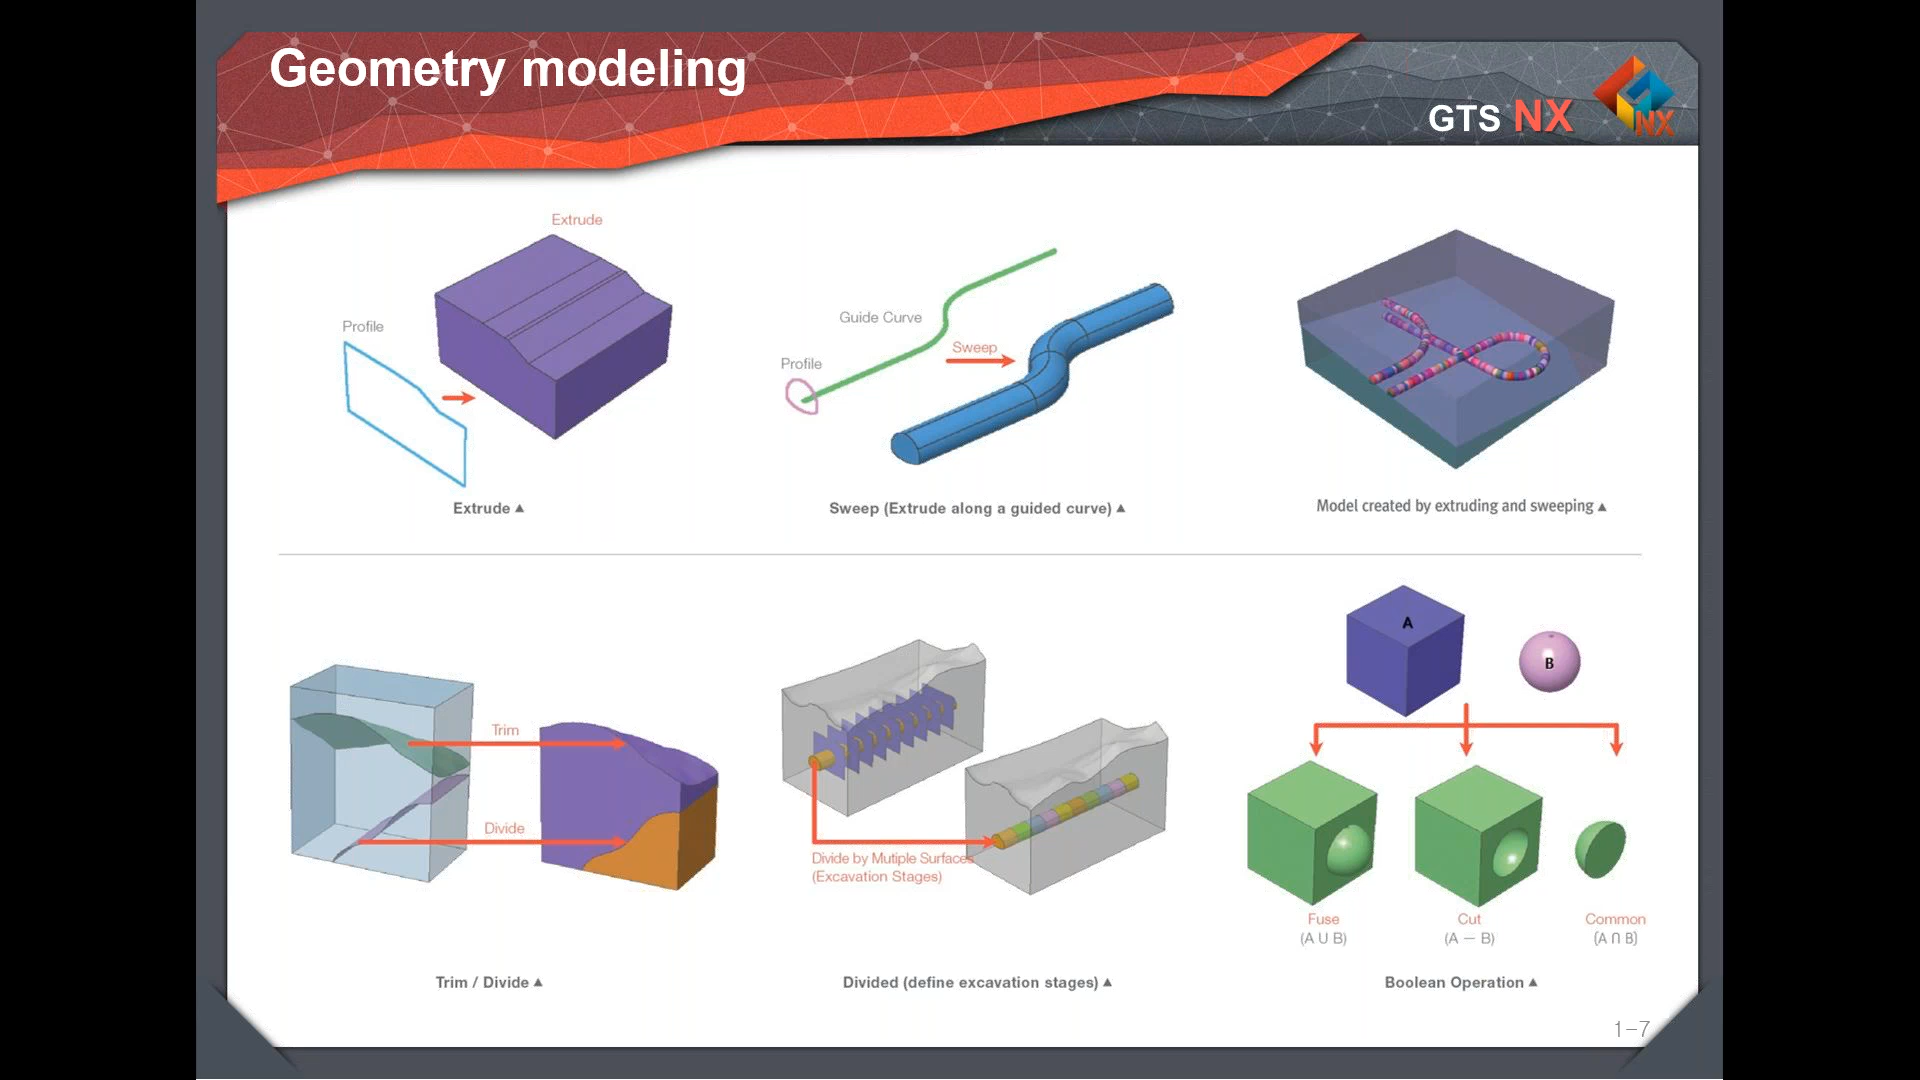 Geometry modeling
GTS NX
NX
Extrude
Profile
Extrude ▲
Guide Curve
Profile
Sweep
Sweep (Extrude along a guided curve) ▲
Model created by extruding and sweeping ▲
Trim
Divide
Trim / Divide ▲
Divide by Mutiple Surfaces
(Excavation Stages)
Divided (define excavation stages) ▲
A
B
Fuse
(A U B)
Cut
(A − B)
Common
(A ∩ B)
Boolean Operation ▲
1-7